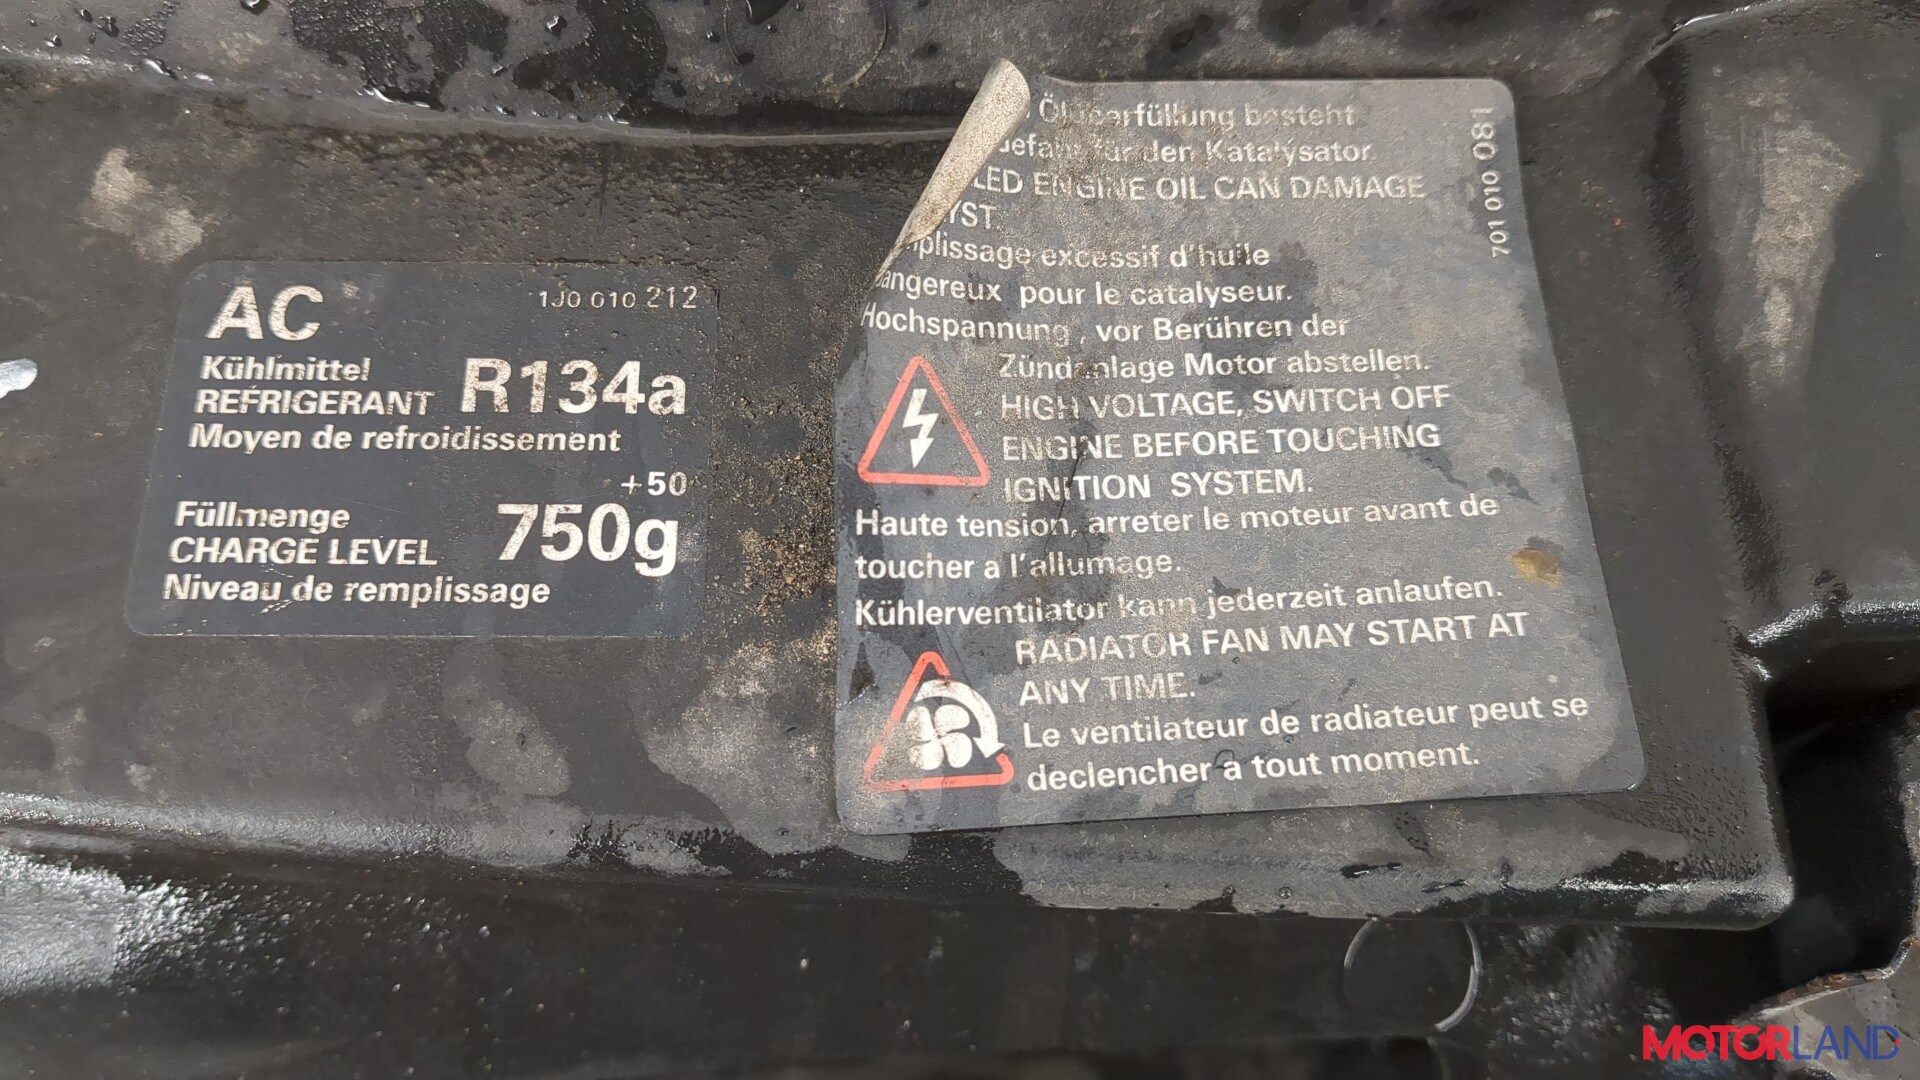 AC
1J0 010 212
Kühlmittel
REFRIGERANT R134a
Moyen de refroidissement
+50
Füllmenge
CHARGE LEVEL 750g
Niveau de remplissage
besteht
für den Katalysator.
ENGINE OIL CAN DAMAGE
excessif d'huile
pour le catalyseur.
Hochspannung, vor Berühren der
Zündanlage Motor abstellen.
HIGH VOLTAGE, SWITCH OFF
ENGINE BEFORE TOUCHING
IGNITION SYSTEM.
Haute tension, arreter le moteur avant de
toucher a l'allumage.
Kühlerventilator kann jederzeit anlaufen.
RADIATOR FAN MAY START AT
ANY TIME.
Le ventilateur de radiateur peut se
declencher a tout moment.
701 010 081
MOTORLAND